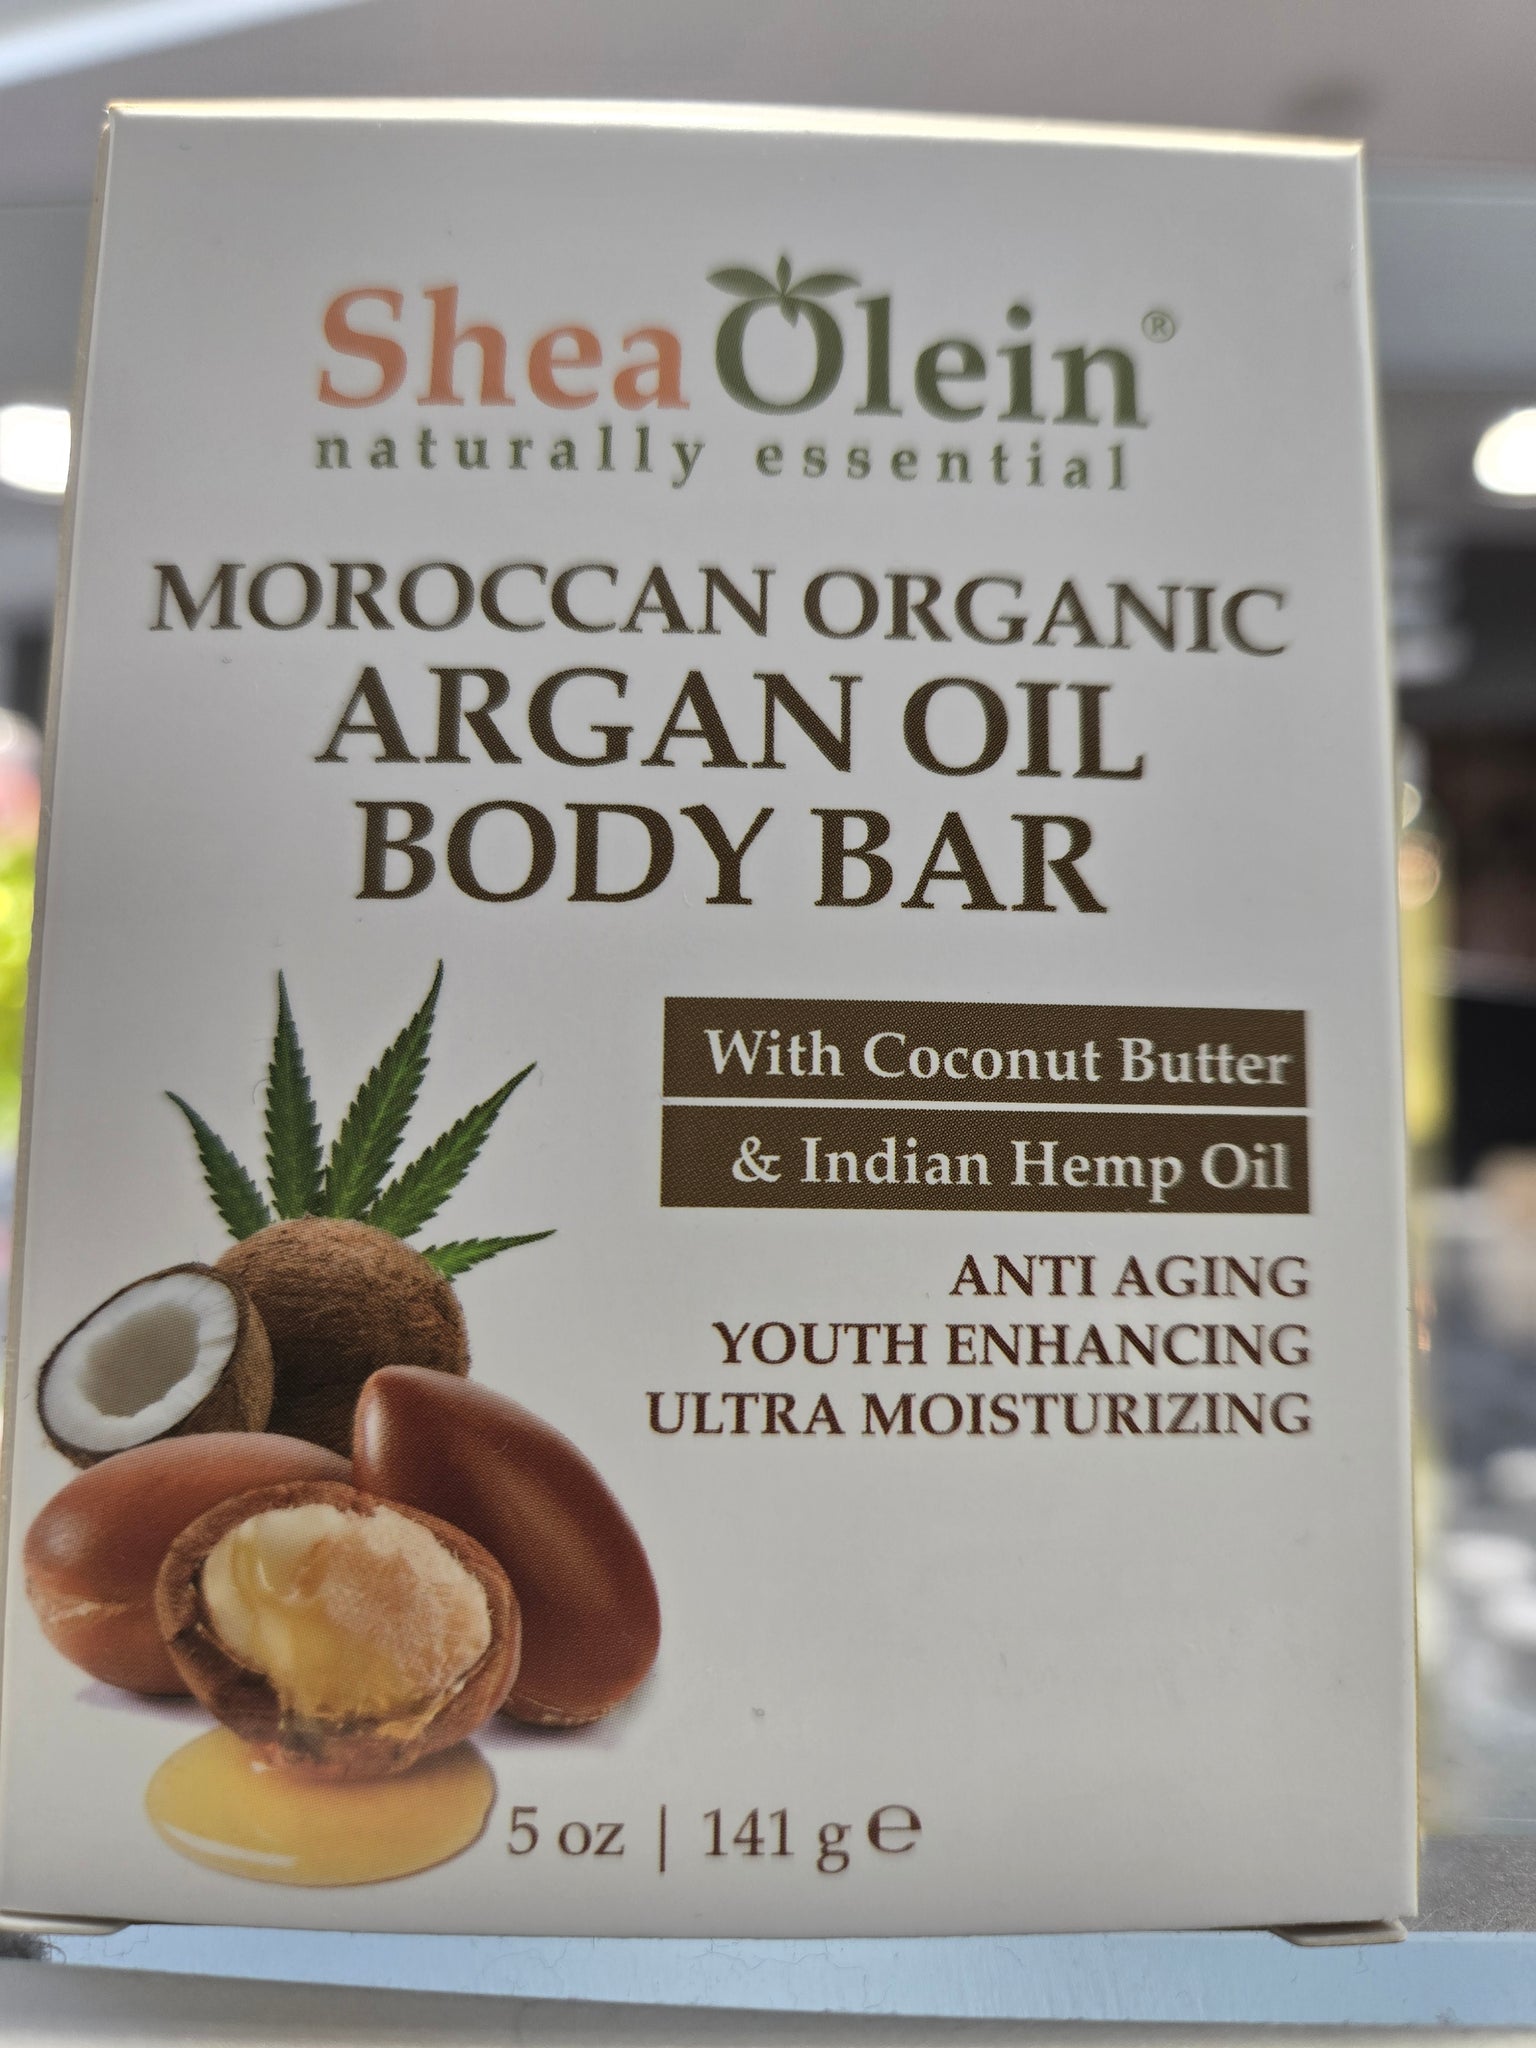 Shea Olein®
naturally essential
MOROCCAN ORGANIC
ARGAN OIL
BODY BAR
With Coconut Butter
& Indian Hemp Oil
ANTI AGING
YOUTH ENHANCING
ULTRA MOISTURIZING
5 oz | 141 g ℮